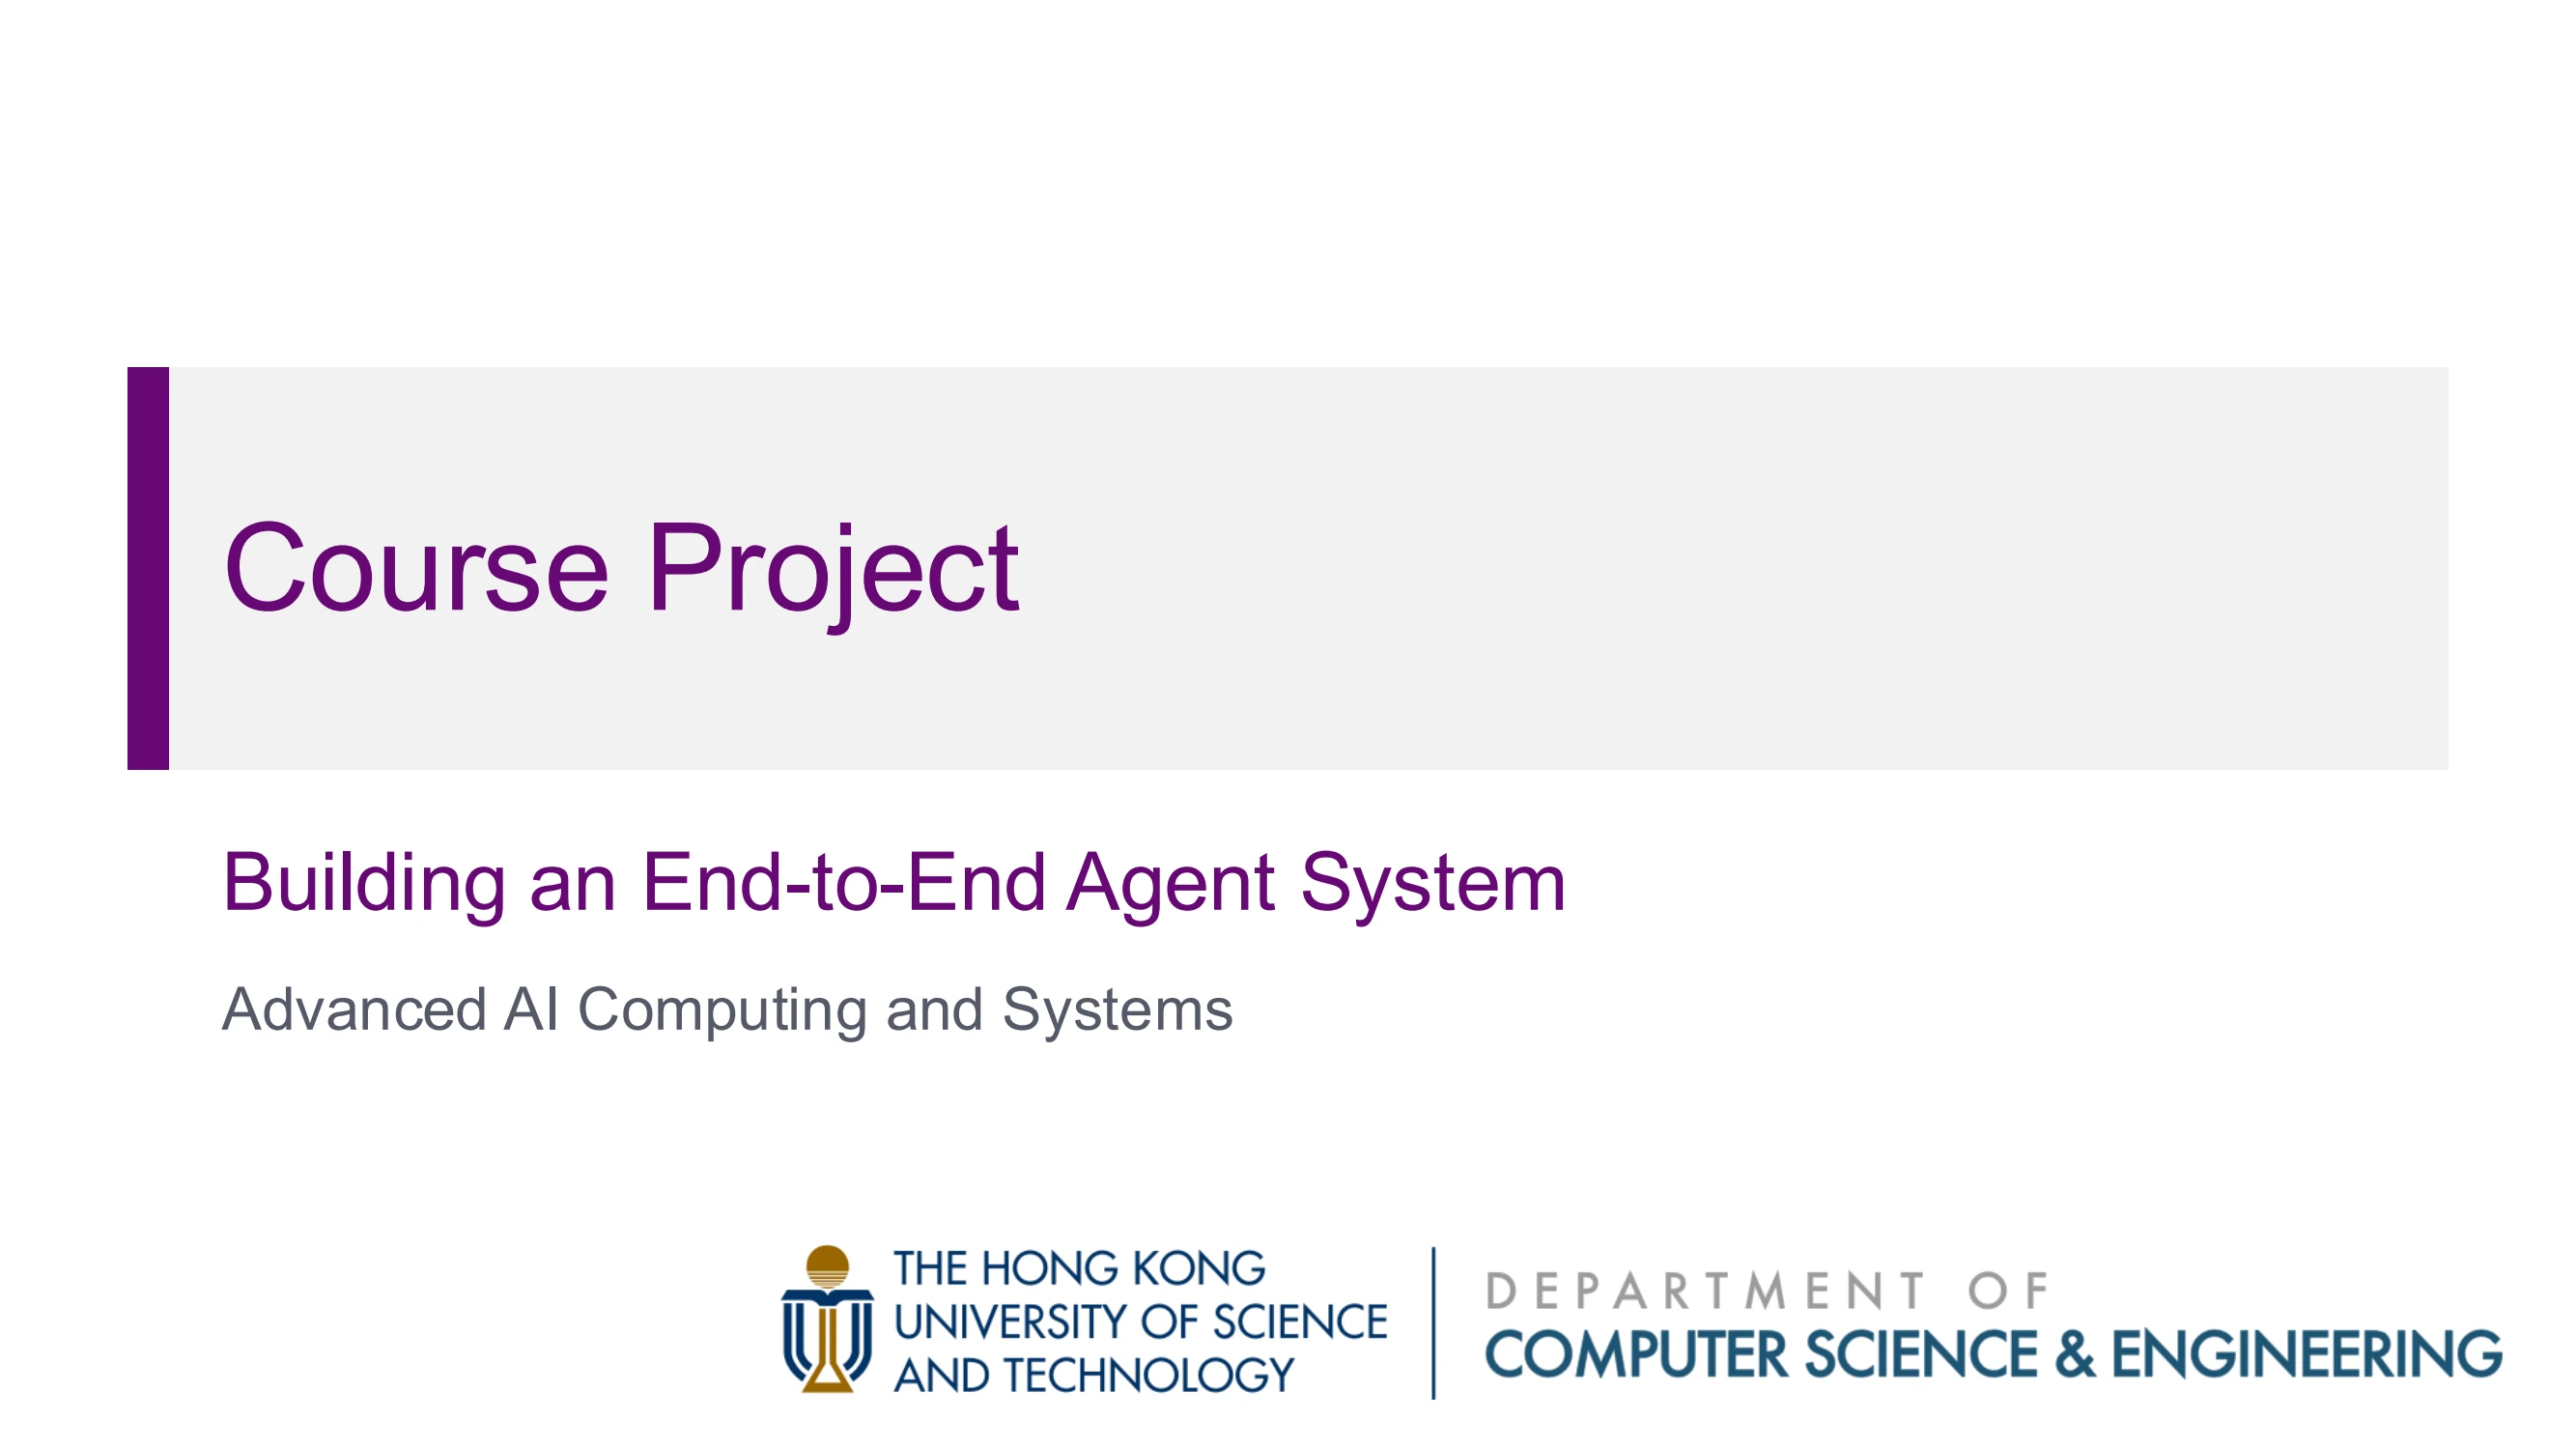 Course Project
Building an End-to-End Agent System
Advanced AI Computing and Systems
THE HONG KONG
UNIVERSITY OF SCIENCE
AND TECHNOLOGY
DEPARTMENT OF
COMPUTER SCIENCE & ENGINEERING